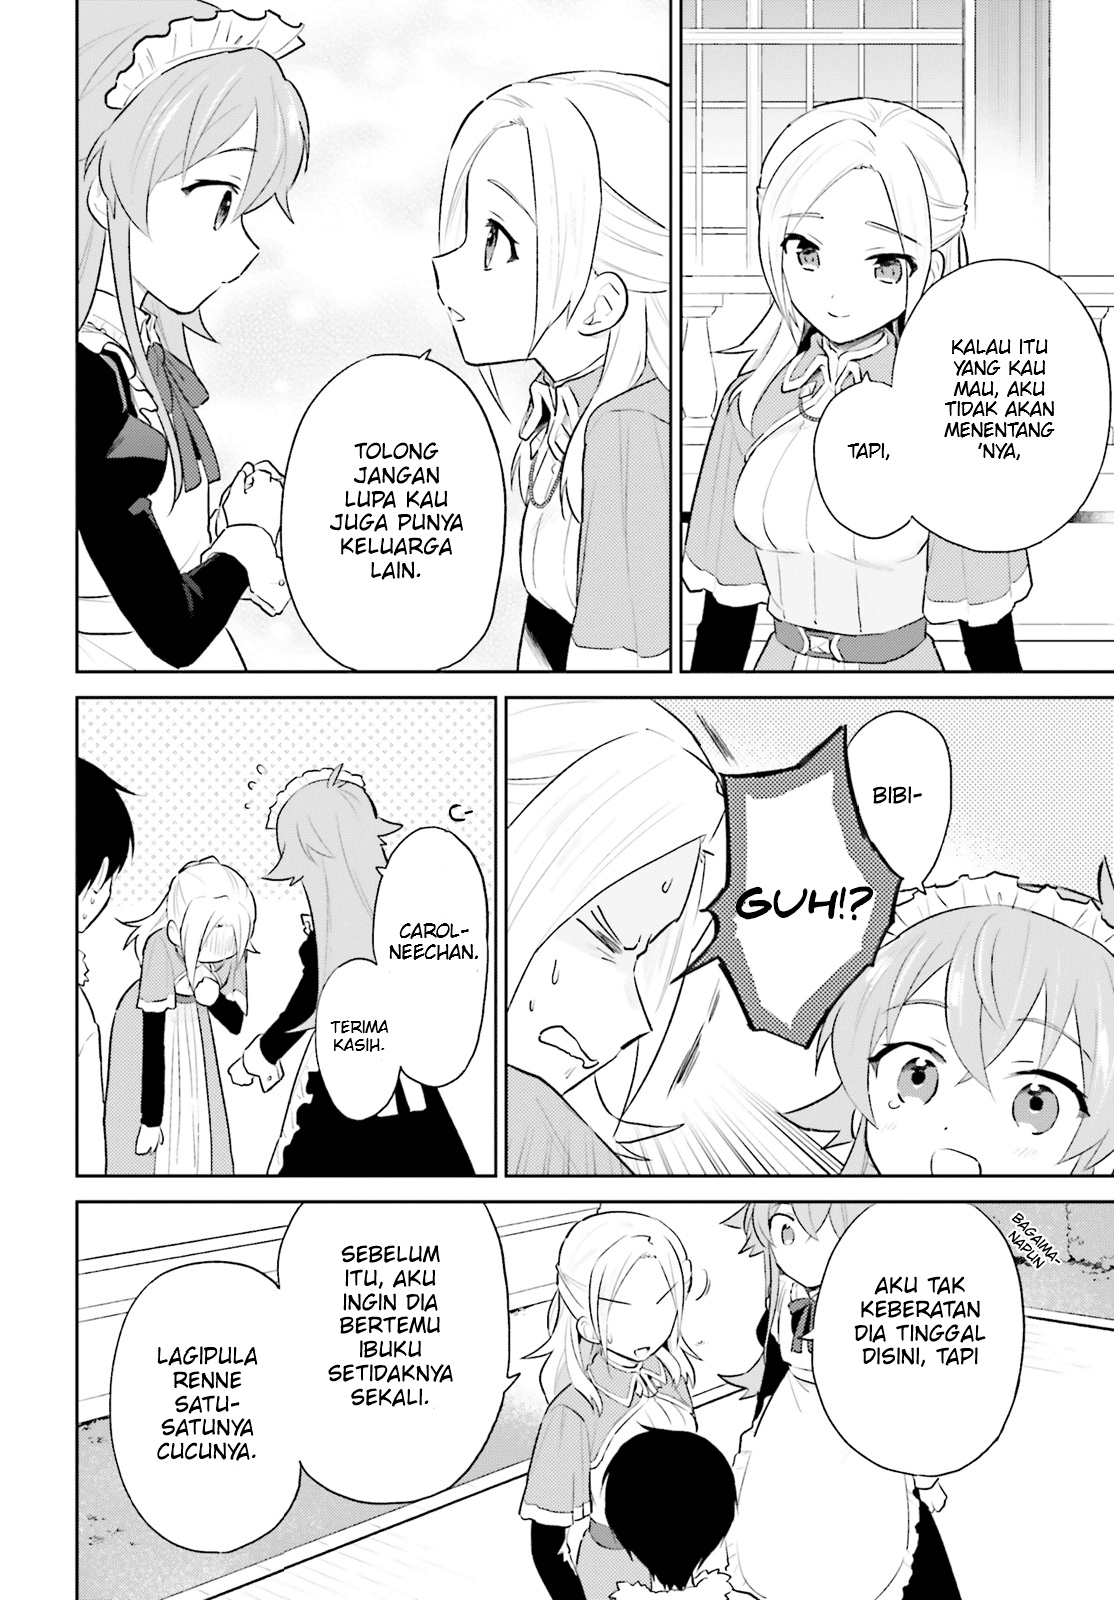 KALAU ITU
YANG KAU
MAU, AKU
TIDAK AKAN
MENENTANG
'NYA,
TAPI,
TOLONG
JANGAN
LUPA KAU
JUGA PUNYA
KELUARGA
LAIN.
BIBI-
GUH!?
C-
CAROL-
NEECHAN.
TERIMA
KASIH.
BAGAIMA-
NAPUN
AKU TAK
KEBERATAN
DIA TINGGAL
DISINI, TAPI
SEBELUM
ITU, AKU
INGIN DIA
BERTEMU
IBUKU
SETIDAKNYA
SEKALI.
LAGIPULA
RENNE
SATU-
SATUNYA
CUCUNYA.